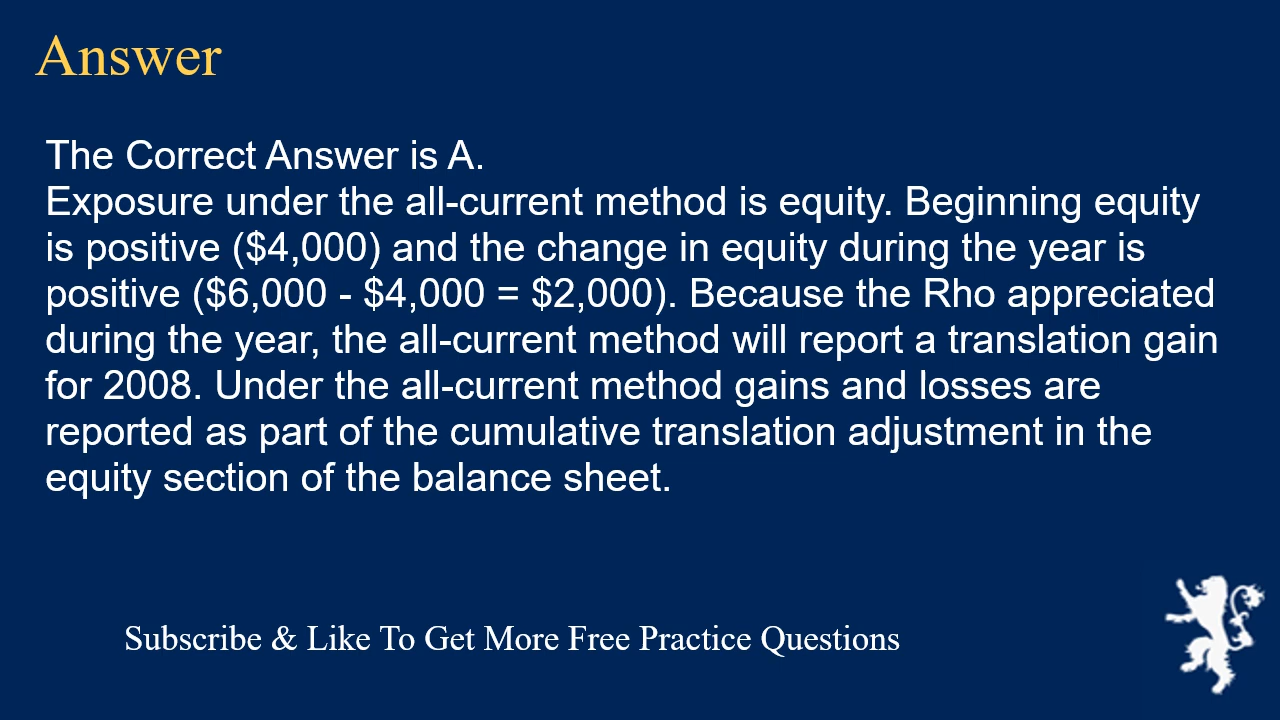 Answer
The Correct Answer is A.
Exposure under the all-current method is equity. Beginning equity
is positive ($4,000) and the change in equity during the year is
positive ($6,000 - $4,000 = $2,000). Because the Rho appreciated
during the year, the all-current method will report a translation gain
for 2008. Under the all-current method gains and losses are
reported as part of the cumulative translation adjustment in the
equity section of the balance sheet.
Subscribe & Like To Get More Free Practice Questions